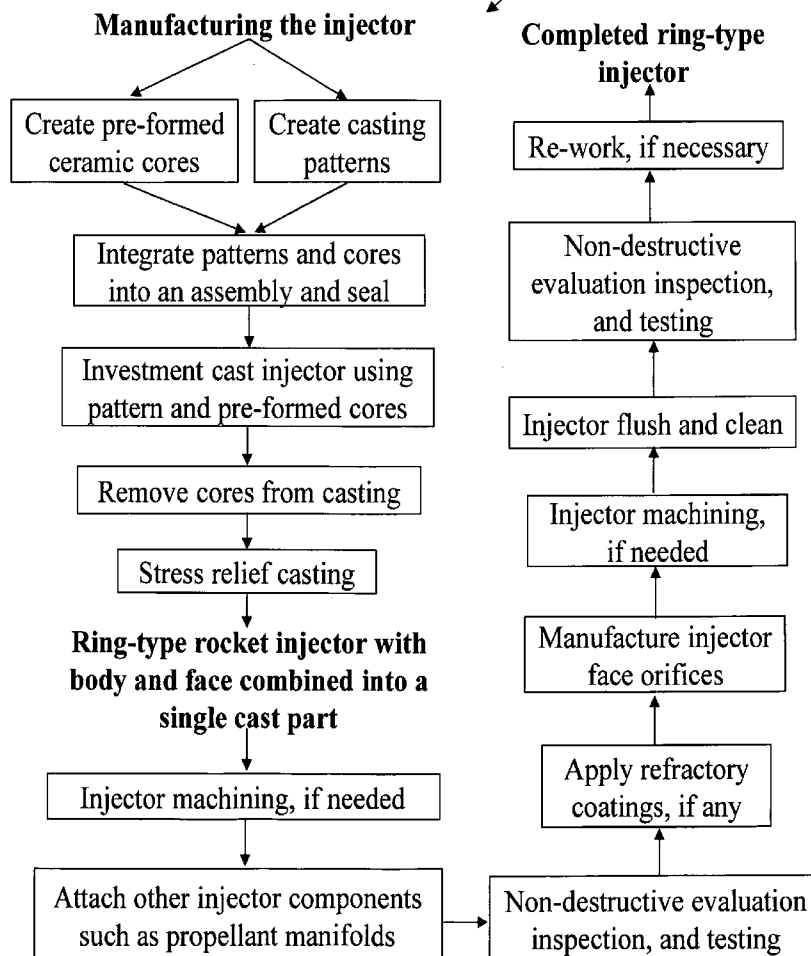 Manufacturing the injector
Create pre-formed
ceramic cores
Create casting
patterns
Integrate patterns and cores
into an assembly and seal
Investment cast injector using
pattern and pre-formed cores
Remove cores from casting
Stress relief casting
Ring-type rocket injector with
body and face combined into a
single cast part
Injector machining, if needed
Attach other injector components
such as propellant manifolds
Non-destructive evaluation
inspection, and testing
Apply refractory
coatings, if any
Manufacture injector
face orifices
Injector machining,
if needed
Injector flush and clean
Non-destructive
evaluation inspection,
and testing
Re-work, if necessary
Completed ring-type
injector